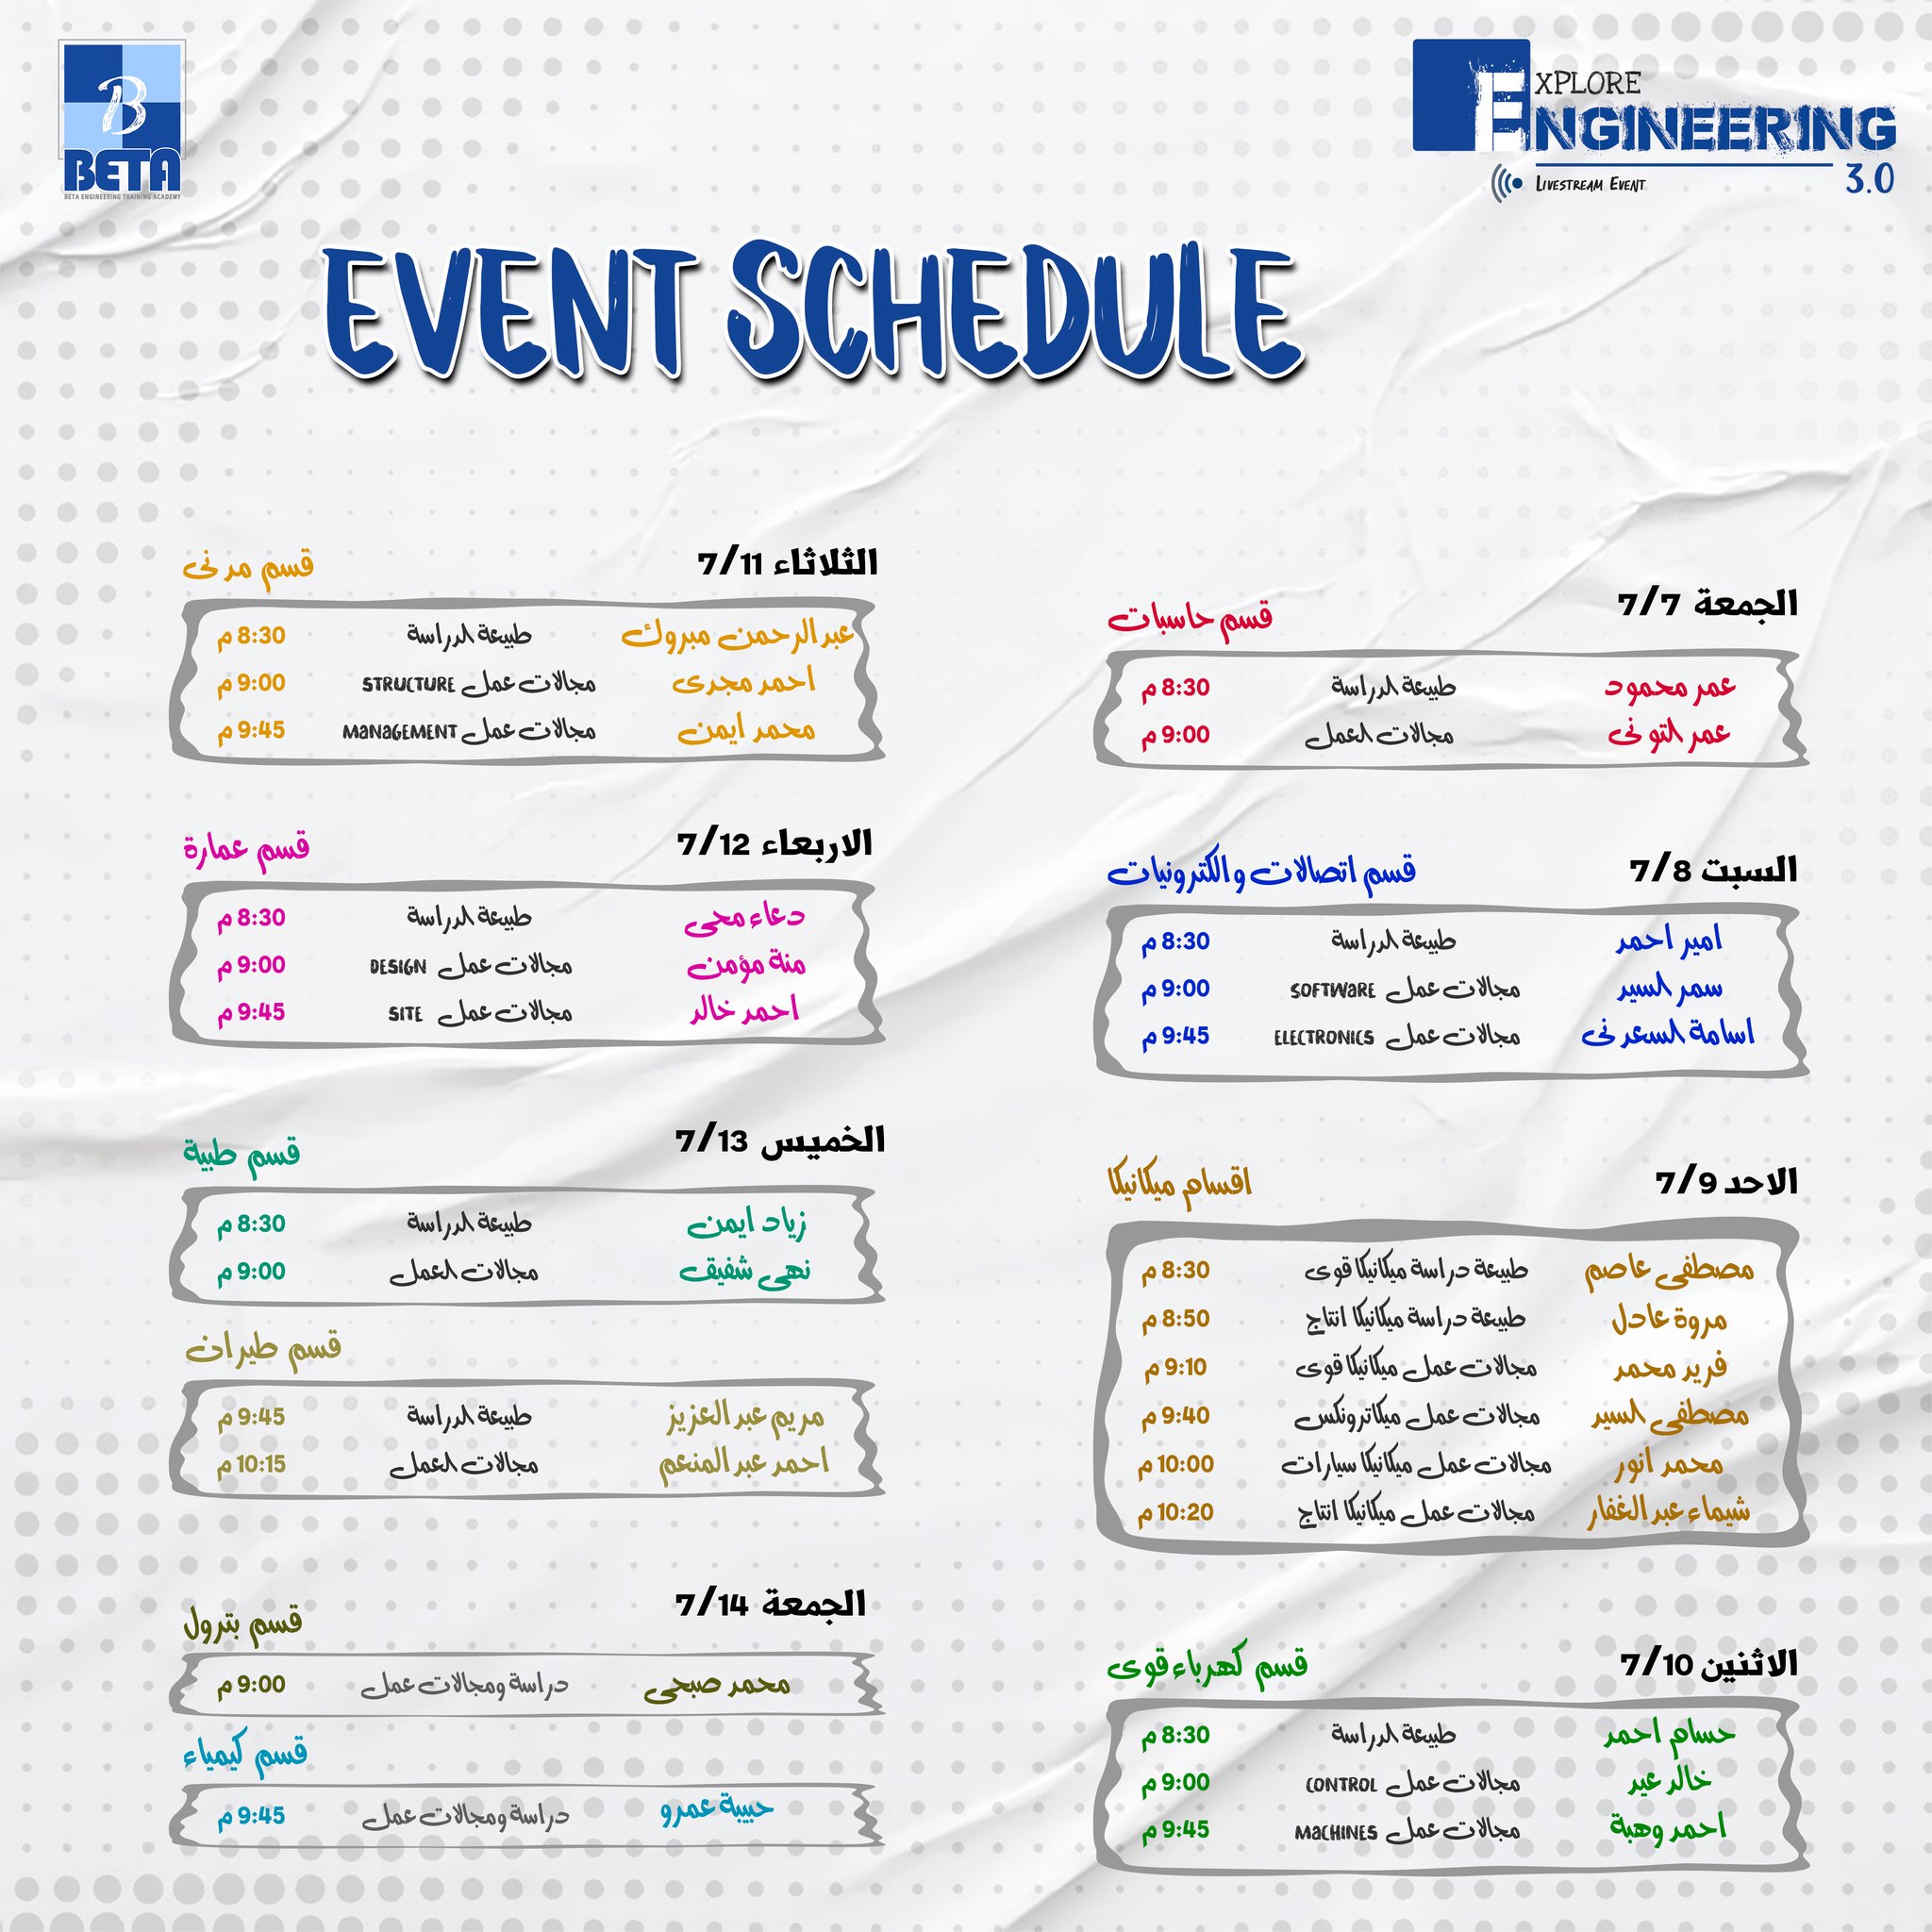 BETA
BETA ENGINEERING TRAINING ACADEMY
EXPLORE
ENGINEERING
LIVESTREAM EVENT 3.0
EVENT SCHEDULE
الجمعة 7/7
قسم حاسبات
عمر محمود طبيعة الدراسة 8:30 م
عمر التونى مجالات العمل 9:00 م
السبت 7/8
قسم اتصالات والكترونيات
امير احمد طبيعة الدراسة 8:30 م
سمر السيد مجالات عمل SOFTWARE 9:00 م
اسامة السعدنى مجالات عمل ELECTRONICS 9:45 م
الاحد 7/9
اقسام ميكانيكا
مصطفى عاصم طبيعة دراسة ميكانيكا قوى 8:30 م
مروة عادل طبيعة دراسة ميكانيكا انتاج 8:50 م
فريد محمد مجالات عمل ميكانيكا قوى 9:10 م
مصطفى السيد مجالات عمل ميكاترونكس 9:40 م
محمد انور مجالات عمل ميكانيكا سيارات 10:00 م
شيماء عبد الغفار مجالات عمل ميكانيكا انتاج 10:20 م
الاثنين 7/10
قسم كهرباء قوى
حسام احمد طبيعة الدراسة 8:30 م
خالد عيد مجالات عمل CONTROL 9:00 م
احمد وهبة مجالات عمل MACHINES 9:45 م
الثلاثاء 7/11
قسم مدنى
عبد الرحمن مبروك طبيعة الدراسة 8:30 م
احمد مجدى مجالات عمل STRUCTURE 9:00 م
محمد ايمن مجالات عمل MANAGEMENT 9:45 م
الاربعاء 7/12
قسم عمارة
دعاء محى طبيعة الدراسة 8:30 م
منة مؤمن مجالات عمل DESIGN 9:00 م
احمد خالد مجالات عمل SITE 9:45 م
الخميس 7/13
قسم طبية
زياد ايمن طبيعة الدراسة 8:30 م
نهى شفيق مجالات العمل 9:00 م
قسم طيران
مريم عبد العزيز طبيعة الدراسة 9:45 م
احمد عبد المنعم مجالات العمل 10:15 م
الجمعة 7/14
قسم بترول
محمد صبحى دراسة ومجالات عمل 9:00 م
قسم كيمياء
حبيبة عمرو دراسة ومجالات عمل 9:45 م